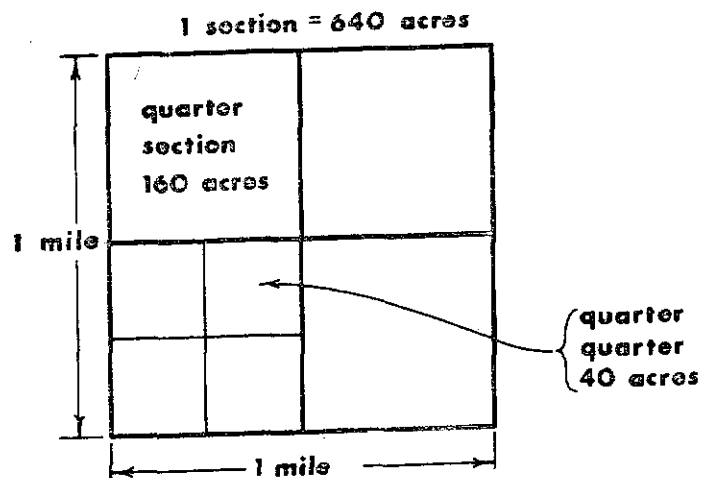 1 section = 640 acres
quarter
section
160 acres
1 mile
quarter
quarter
40 acres
1 mile